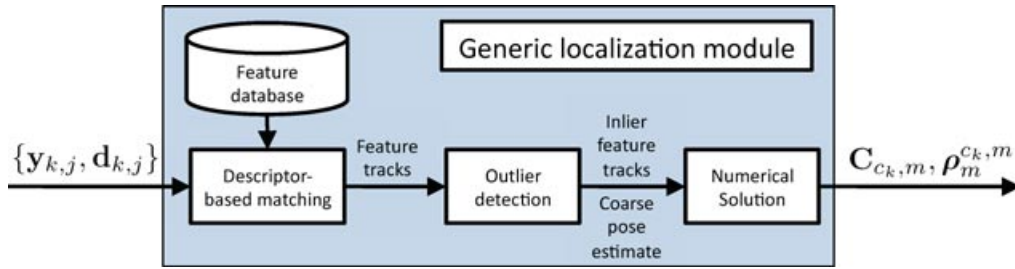 Generic localization module
Feature
database
{y_{k,j}, d_{k,j}}
Descriptor-
based matching
Feature
tracks
Outlier
detection
Inlier
feature
tracks
Coarse
pose
estimate
Numerical
Solution
C_{c_k,m}, ρ_m^{c_k,m}